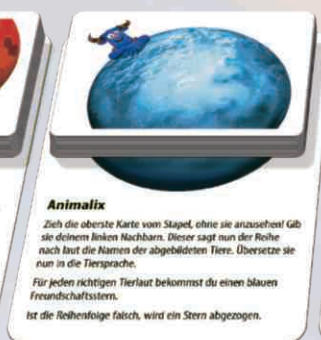 Animalix
Zieh die oberste Karte vom Stapel, ohne sie anzusehen! Gib
sie deinem linken Nachbarn. Dieser sagt nun der Reihe
nach laut die Namen der abgebildeten Tiere. Übersetze sie
nun in die Tiersprache.
Für jeden richtigen Tierlaut bekommst du einen blauen
Freundschaftsstern.
Ist die Reihenfolge falsch, wird ein Stern abgezogen.